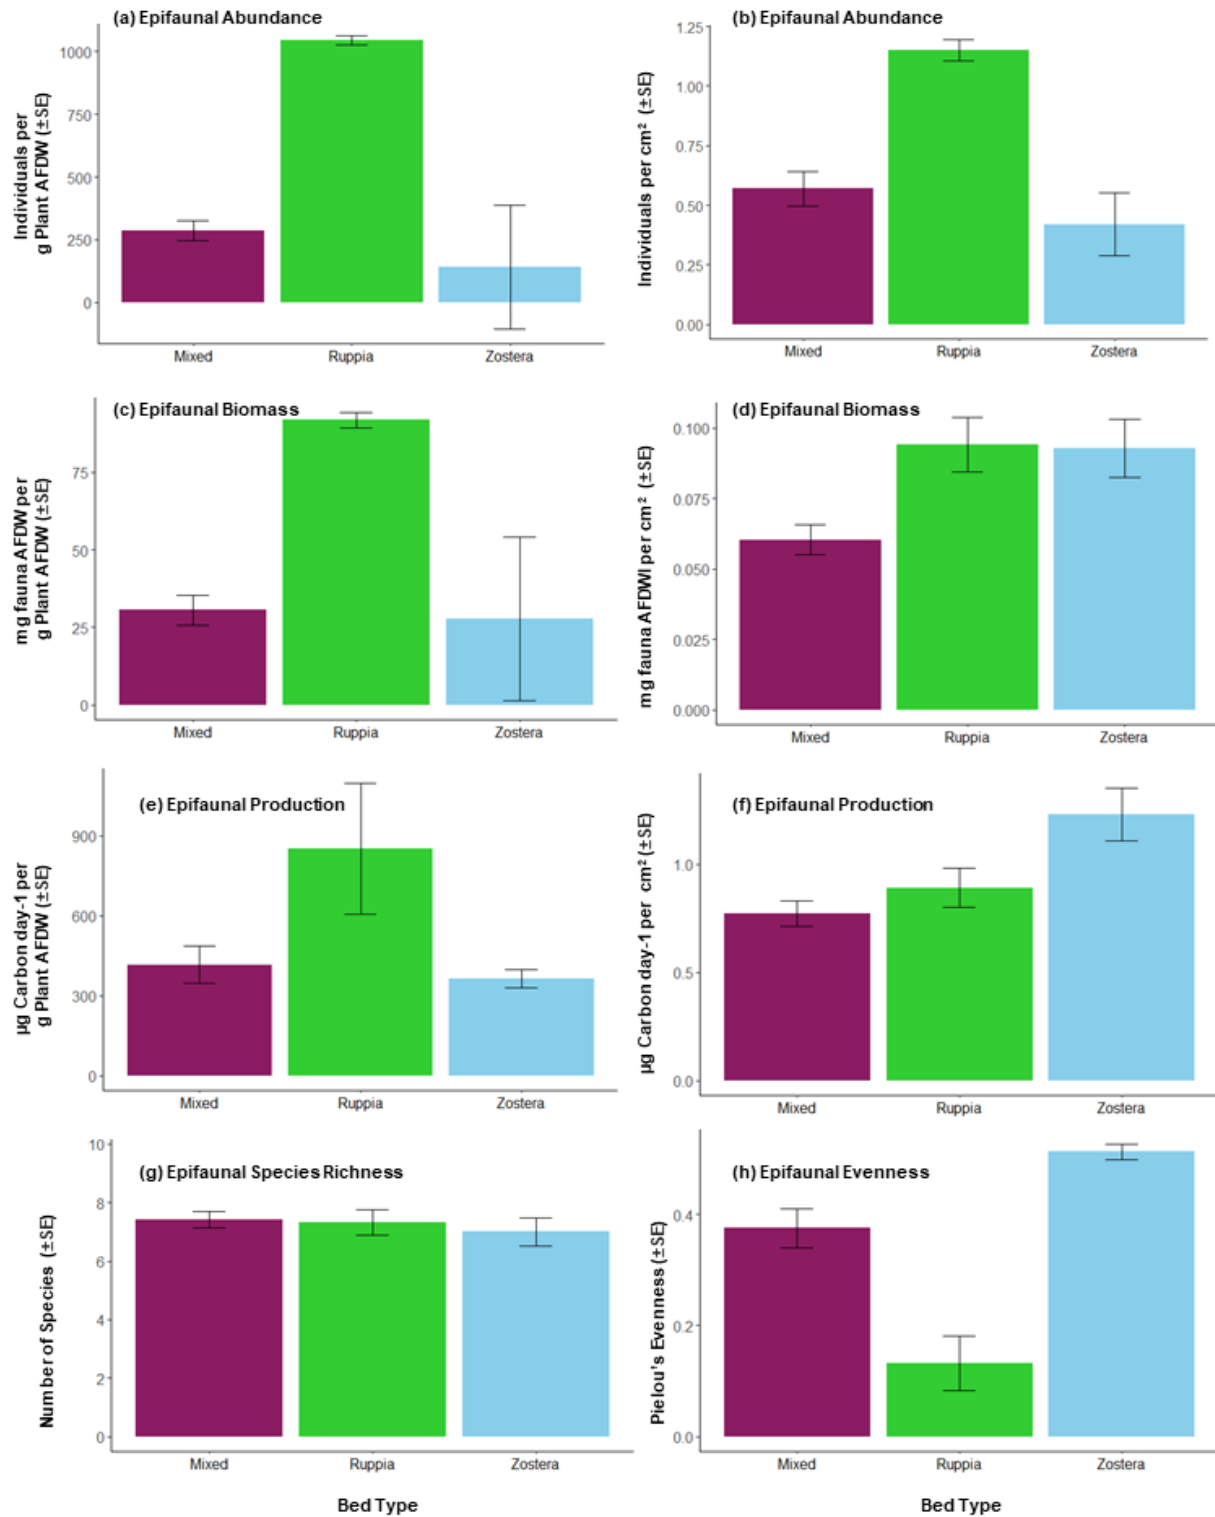 (a) Epifaunal Abundance
Individuals per
g Plant AFDW (±SE)
1000
750
500
250
0
Mixed Ruppia Zostera
(b) Epifaunal Abundance
Individuals per cm² (±SE)
1.25
1.00
0.75
0.50
0.25
0.00
Mixed Ruppia Zostera
(c) Epifaunal Biomass
mg fauna AFDW per
g Plant AFDW (±SE)
75
50
25
0
Mixed Ruppia Zostera
(d) Epifaunal Biomass
mg fauna AFDWI per cm² (±SE)
0.100
0.075
0.050
0.025
0.000
Mixed Ruppia Zostera
(e) Epifaunal Production
µg Carbon day-1 per
g Plant AFDW (±SE)
900
600
300
0
Mixed Ruppia Zostera
(f) Epifaunal Production
µg Carbon day-1 per cm² (±SE)
1.0
0.5
0.0
Mixed Ruppia Zostera
(g) Epifaunal Species Richness
Number of Species (±SE)
10
8
6
4
2
0
Mixed Ruppia Zostera
Bed Type
(h) Epifaunal Evenness
Pielou's Evenness (±SE)
0.4
0.2
0.0
Mixed Ruppia Zostera
Bed Type